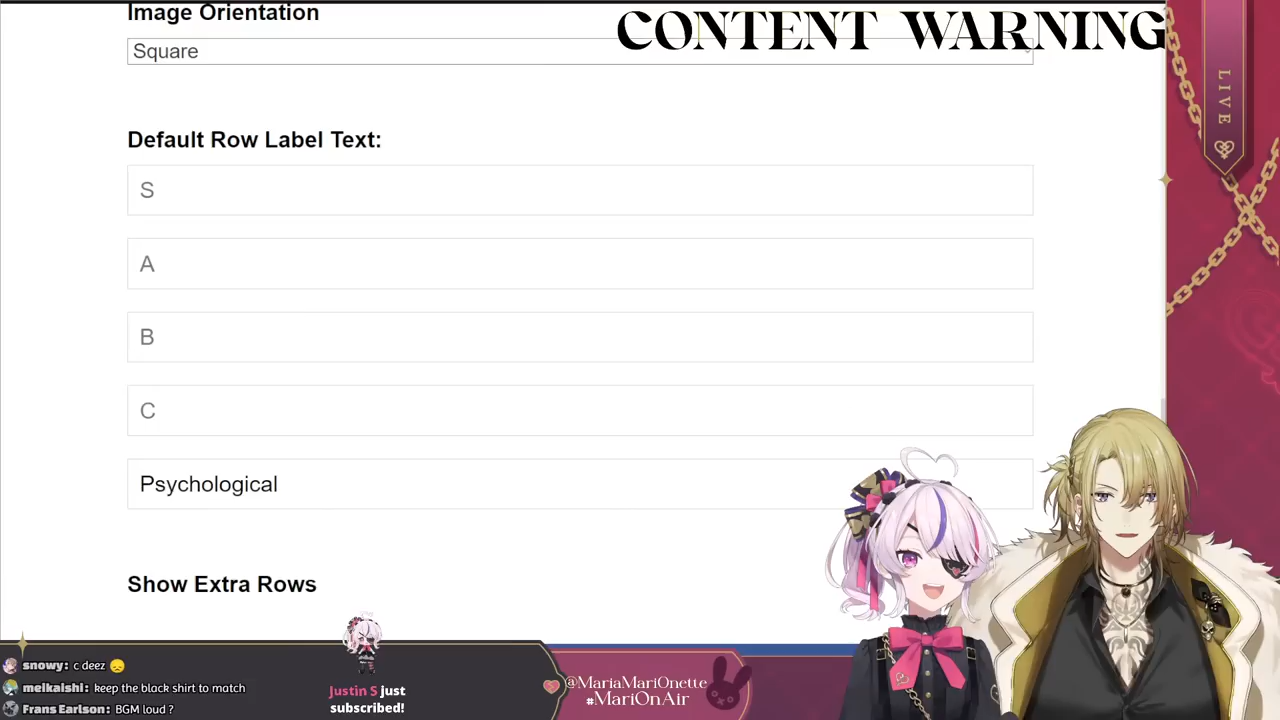 Image Orientation
CONTENT WARNING
Square
LIVE
Default Row Label Text:
S
A
B
C
Psychological
Show Extra Rows
snowy: c deez 😞
meikaishi: keep the black shirt to match
Frans Earlson: BGM loud ?
Justin S just
subscribed!
@MariaMariOnette
#MariOnAir